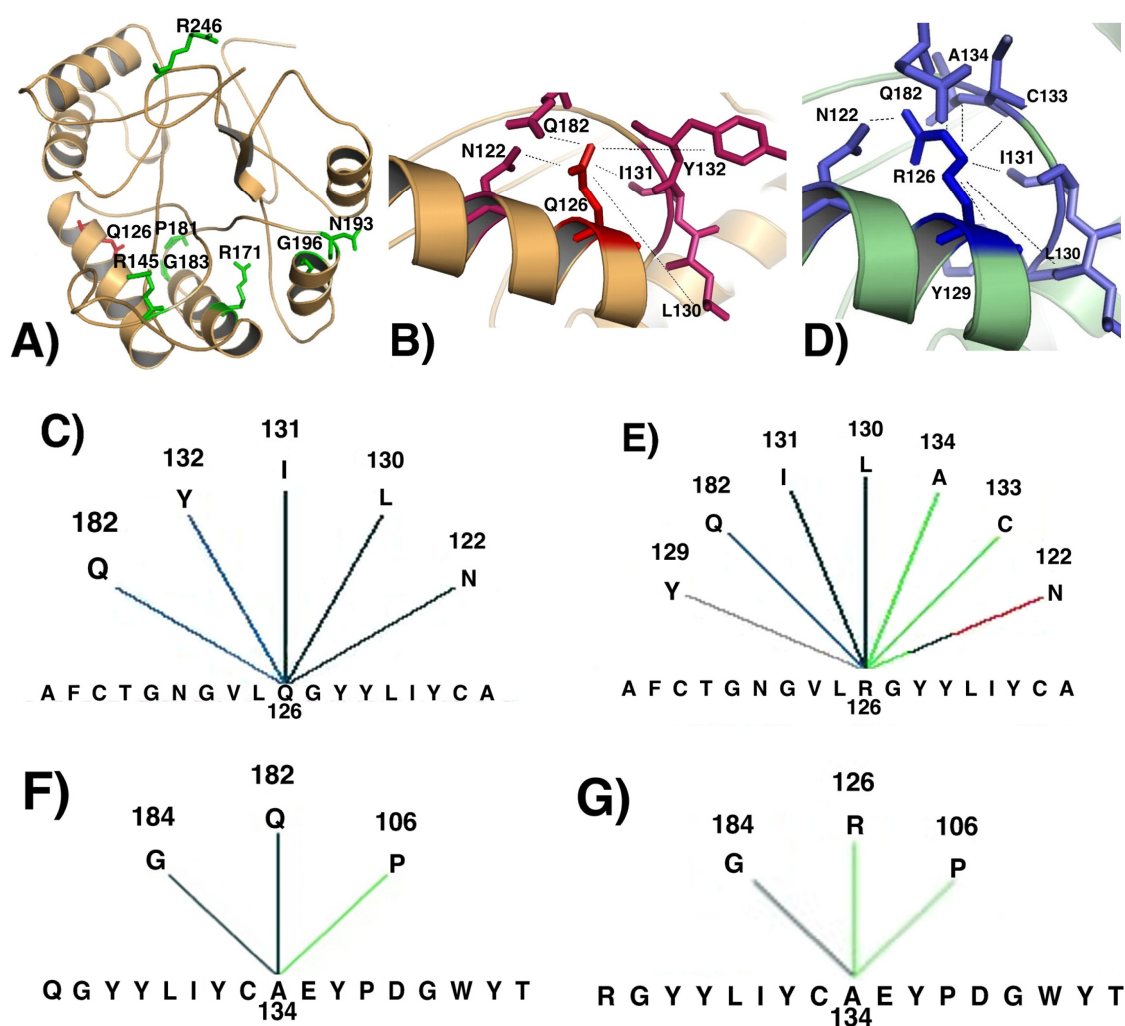 R246
Q126 P181
R145 G183 R171 G196 N193
A)
Q182
N122 I131 Y132
Q126
L130
B)
A134
Q182 C133
N122
I131
R126
L130
Y129
D)
C)
131
132 I 130
182 Y L 122
Q N
A F C T G N G V L Q G Y Y L I Y C A
126
E)
130
131 L 134
182 I A 133
129 Q C 122
Y N
A F C T G N G V L R G Y Y L I Y C A
126
F)
182
184 Q 106
G P
Q G Y Y L I Y C A E Y P D G W Y T
134
G)
126
184 R 106
G P
R G Y Y L I Y C A E Y P D G W Y T
134